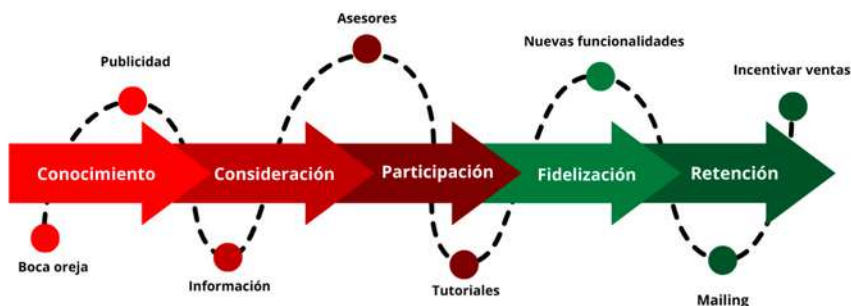 Asesores
Publicidad
Nuevas funcionalidades
Incentivar ventas
Conocimiento
Consideración
Participación
Fidelización
Retención
Boca oreja
Información
Tutoriales
Mailing